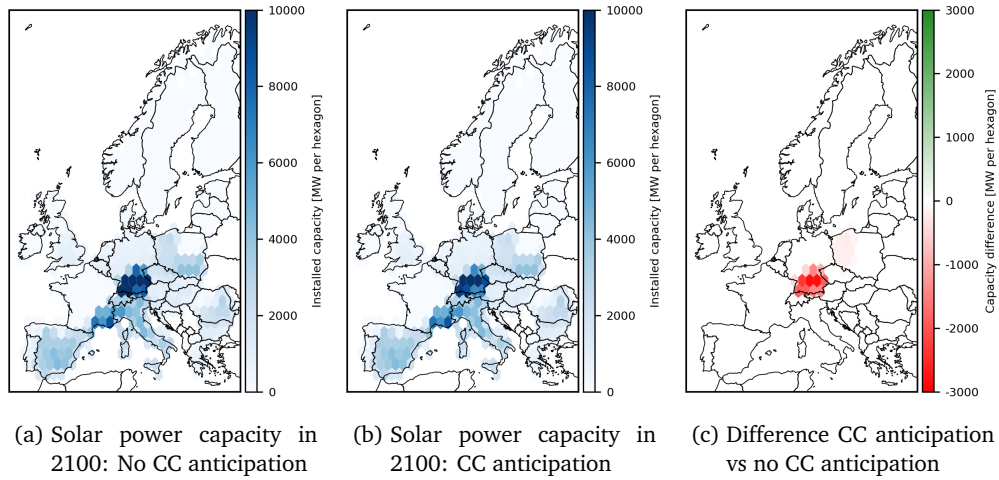 10000
8000
6000
4000
2000
0
Installed capacity [MW per hexagon]
10000
8000
6000
4000
2000
0
Installed capacity [MW per hexagon]
3000
2000
1000
0
-1000
-2000
-3000
Capacity difference [MW per hexagon]
(a) Solar power capacity in
2100: No CC anticipation
(b) Solar power capacity in
2100: CC anticipation
(c) Difference CC anticipation
vs no CC anticipation